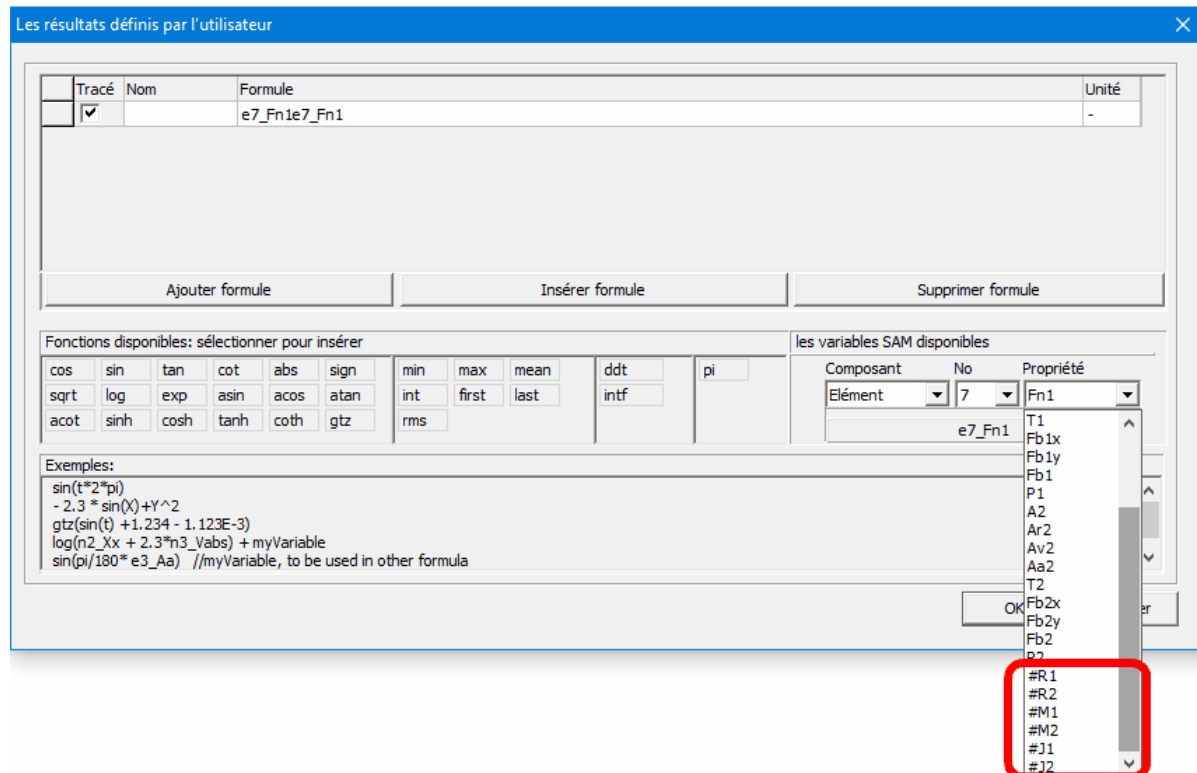 Les résultats définis par l'utilisateur
Tracé Nom Formule Unité
e7_Fn1e7_Fn1 -
Ajouter formule Insérer formule Supprimer formule
Fonctions disponibles: sélectionner pour insérer les variables SAM disponibles
cos sin tan cot abs sign min max mean ddt pi Composant No Propriété
sqrt log exp asin acos atan int first last intf Elément 7 Fn1
acot sinh cosh tanh coth gtz rms e7_Fn1
T1
Fb1x
Fb1y
Fb1
P1
A2
Ar2
Av2
Aa2
T2
Fb2x
Fb2y
Fb2
P2
#R1
#R2
#M1
#M2
#J1
#J2
Exemples:
sin(t*2*pi)
- 2.3 * sin(X)+Y^2
gtz(sin(t) +1.234 - 1.123E-3)
log(n2_Xx + 2.3*n3_Vabs) + myVariable
sin(pi/180* e3_Aa) //myVariable, to be used in other formula
OK